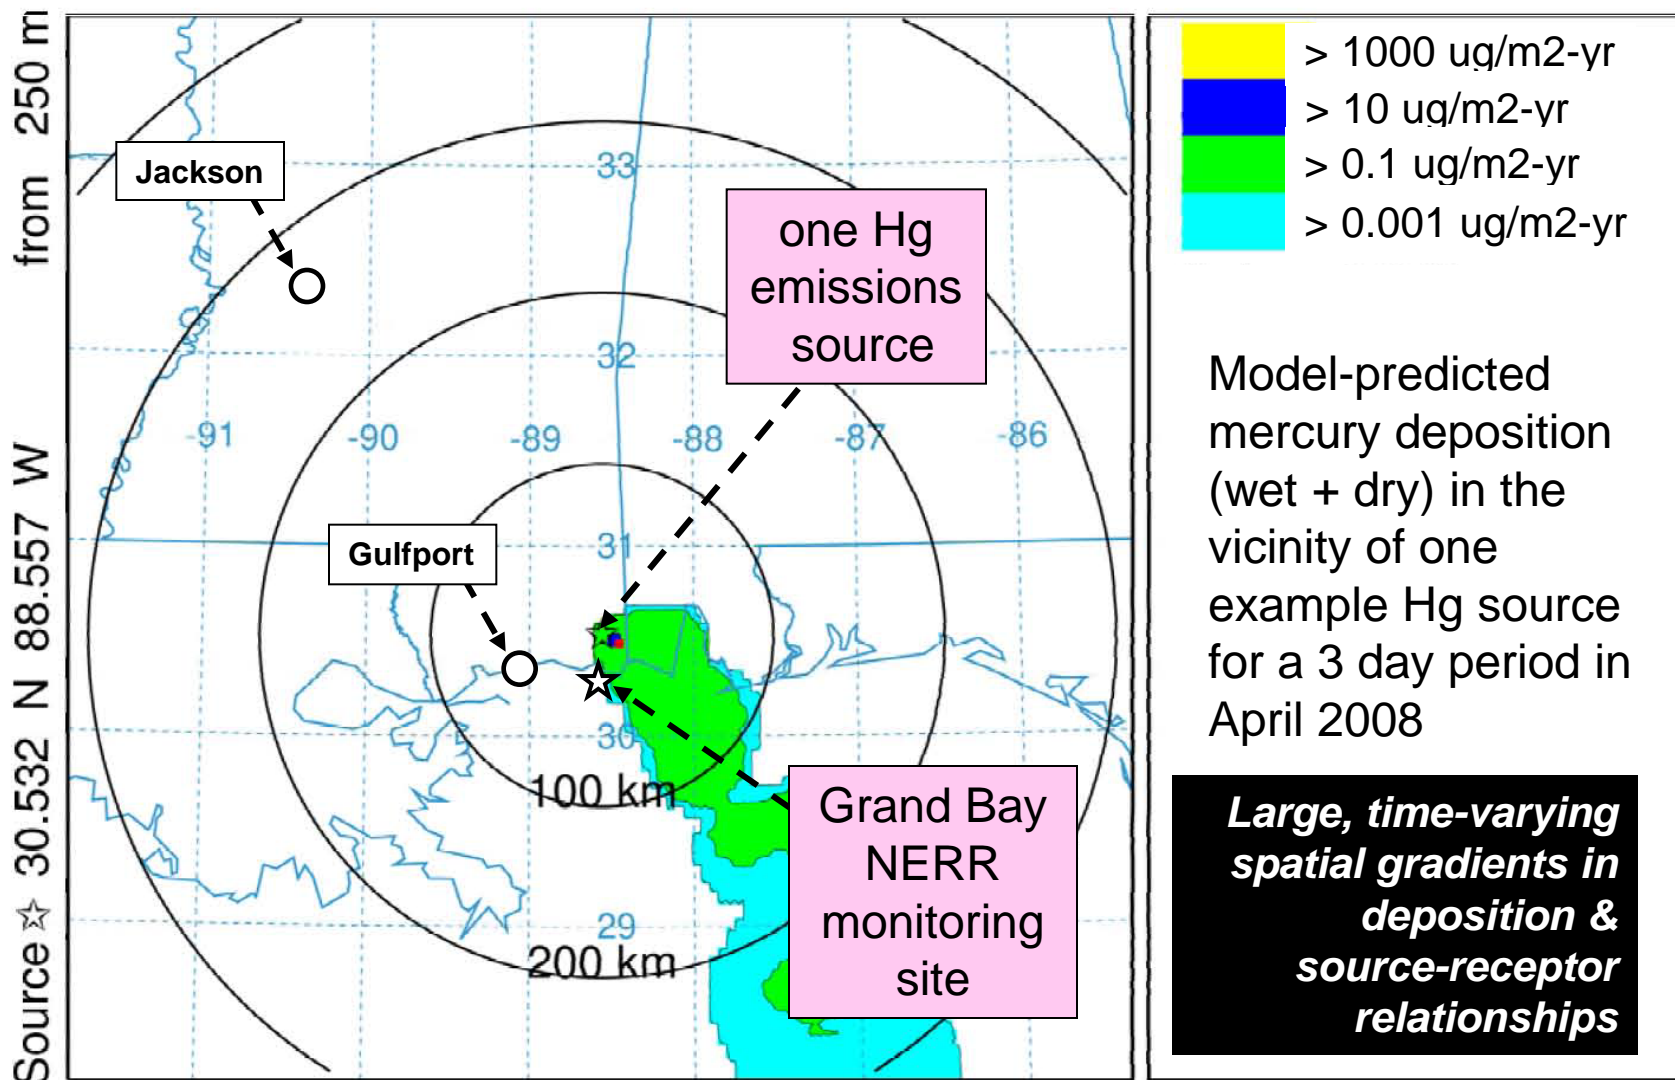 Source ☆ 30.532 N 88.557 W from 250 m
Jackson
33
one Hg
emissions
source
32
-91
-90
-89
-88
-87
-86
Gulfport
31
30
100 km
29
200 km
Grand Bay
NERR
monitoring
site
> 1000 ug/m2-yr
> 10 ug/m2-yr
> 0.1 ug/m2-yr
> 0.001 ug/m2-yr
Model-predicted
mercury deposition
(wet + dry) in the
vicinity of one
example Hg source
for a 3 day period in
April 2008
Large, time-varying
spatial gradients in
deposition &
source-receptor
relationships